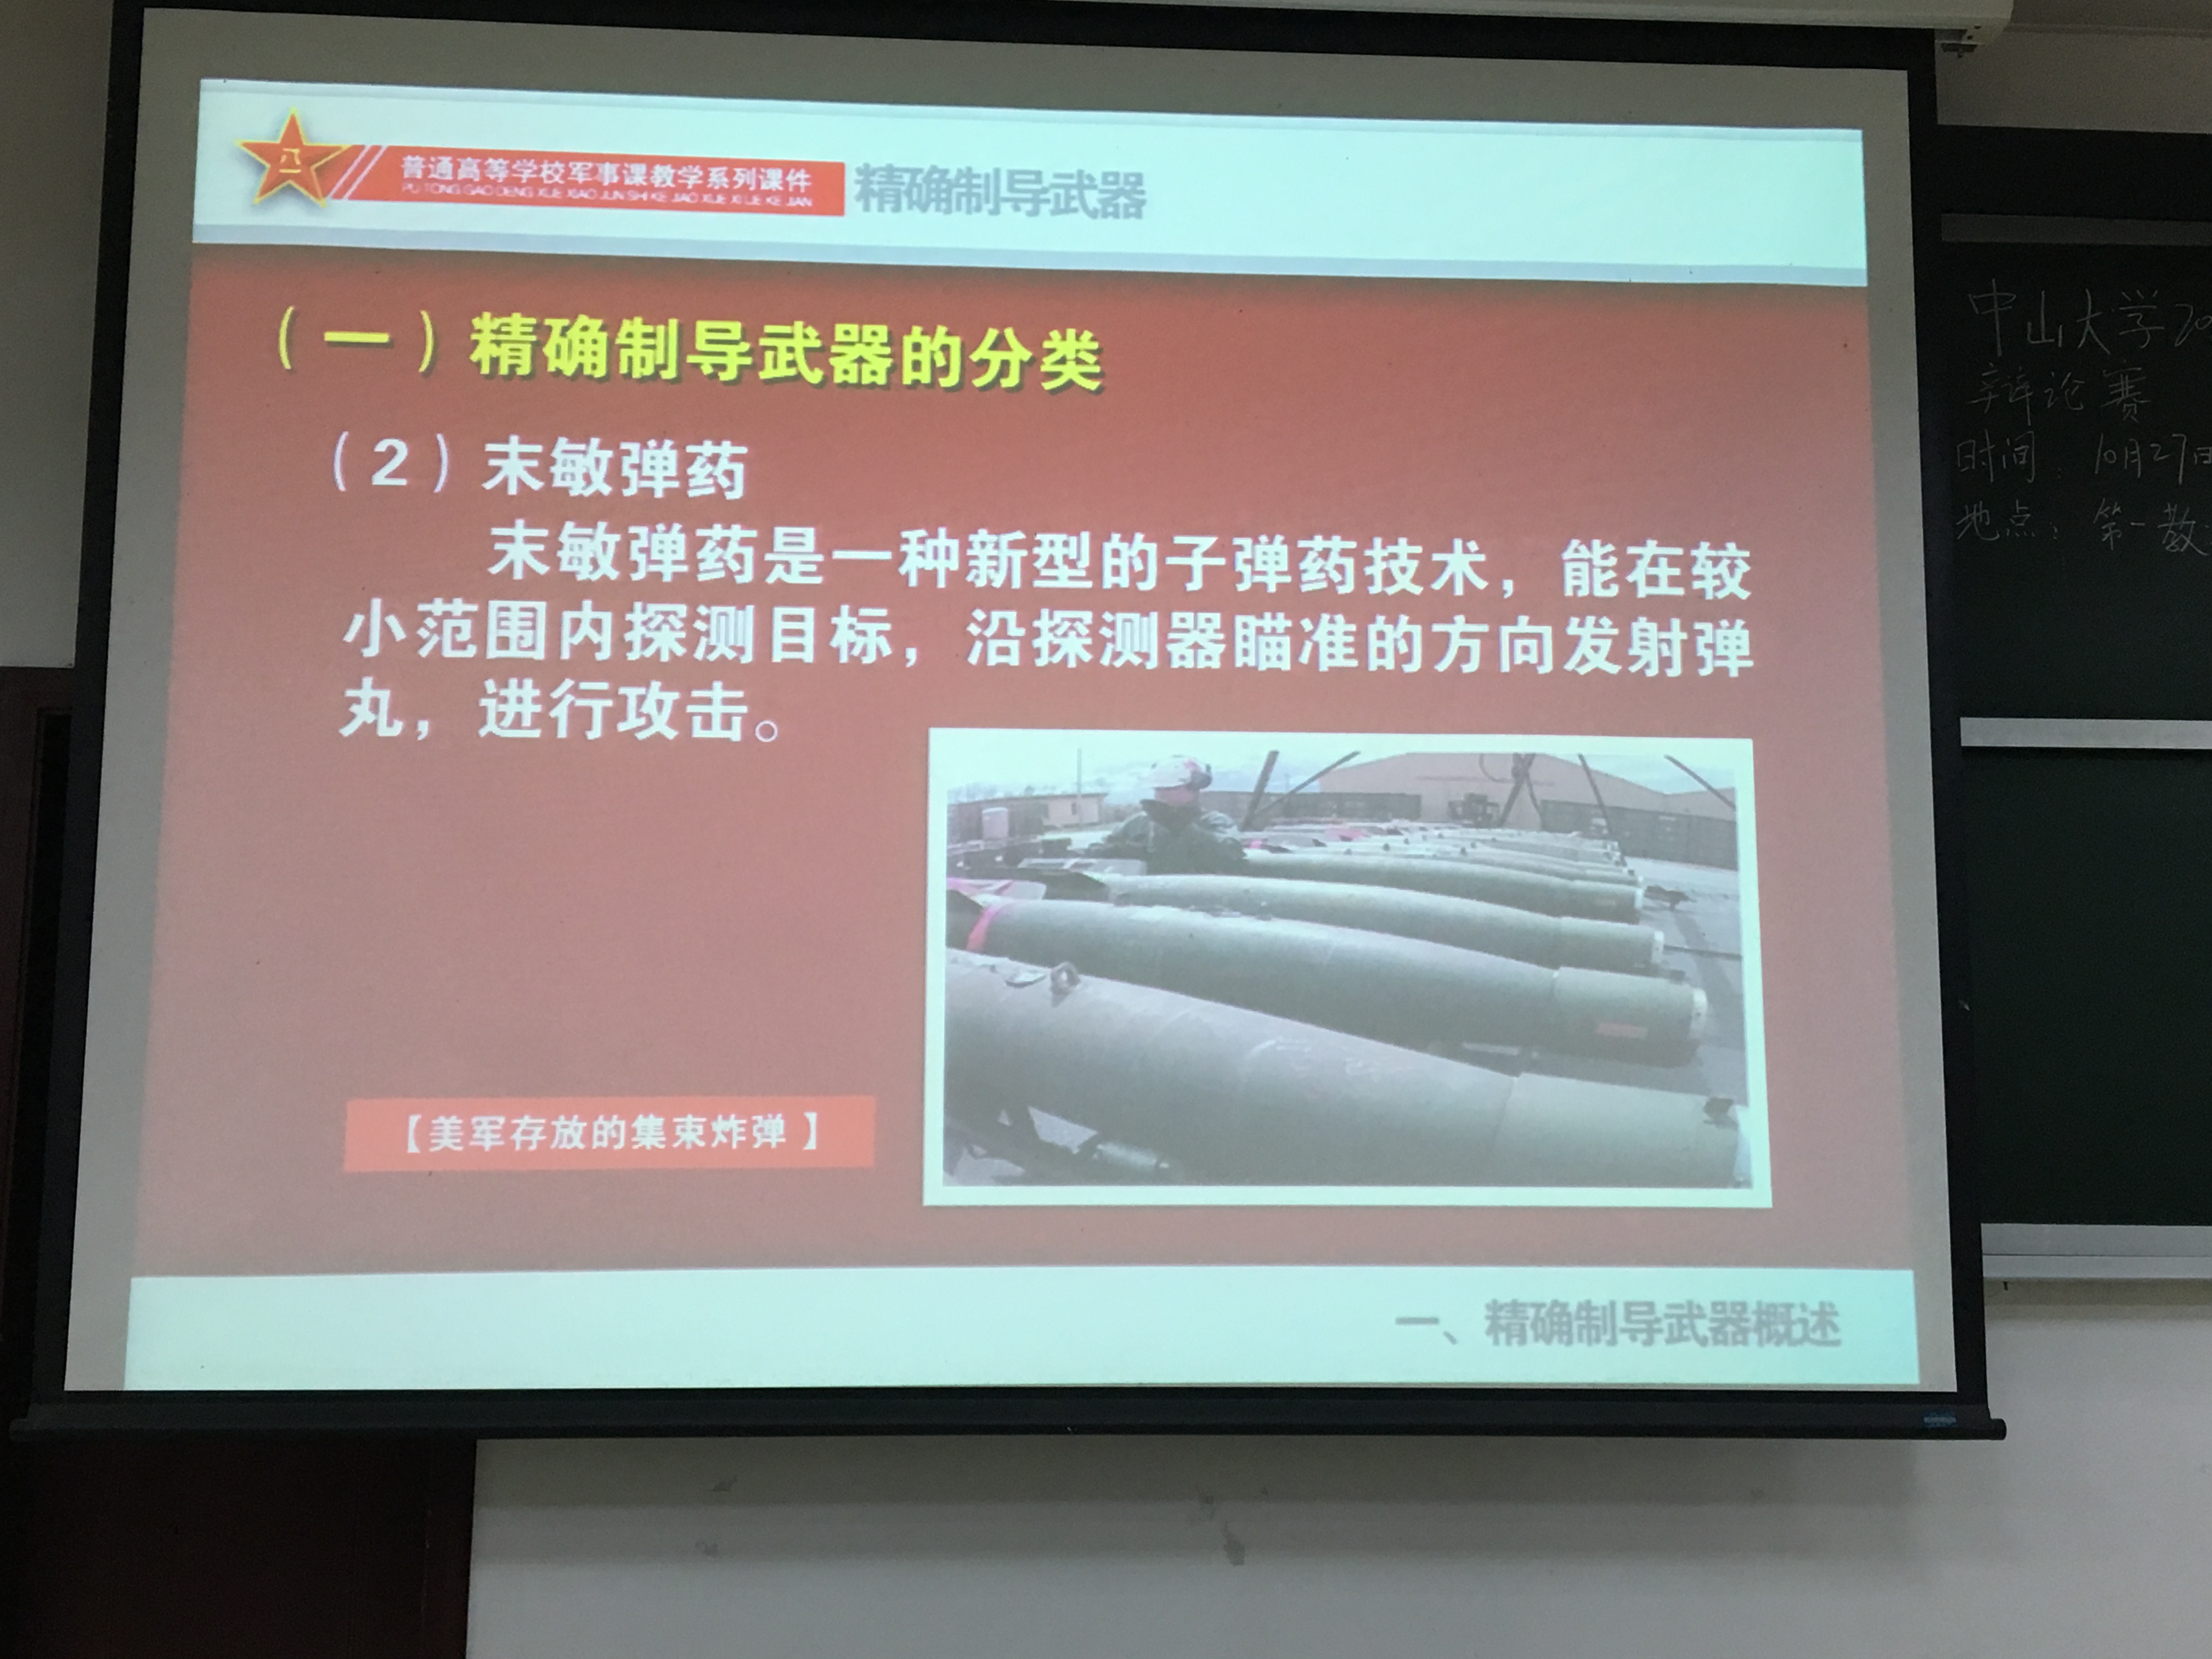 八一
普通高等学校军事课教学系列课件
PU TONG GAO DENG XUE XIAO JUN SHI KE JIAO XUE XI LIE KE JIAN
精确制导武器
（一）精确制导武器的分类
（2）末敏弹药
末敏弹药是一种新型的子弹药技术，能在较
小范围内探测目标，沿探测器瞄准的方向发射弹
丸，进行攻击。
【美军存放的集束炸弹】
一、精确制导武器概述
中山大学20
辩论赛
时间：10月27日
地点：第一教